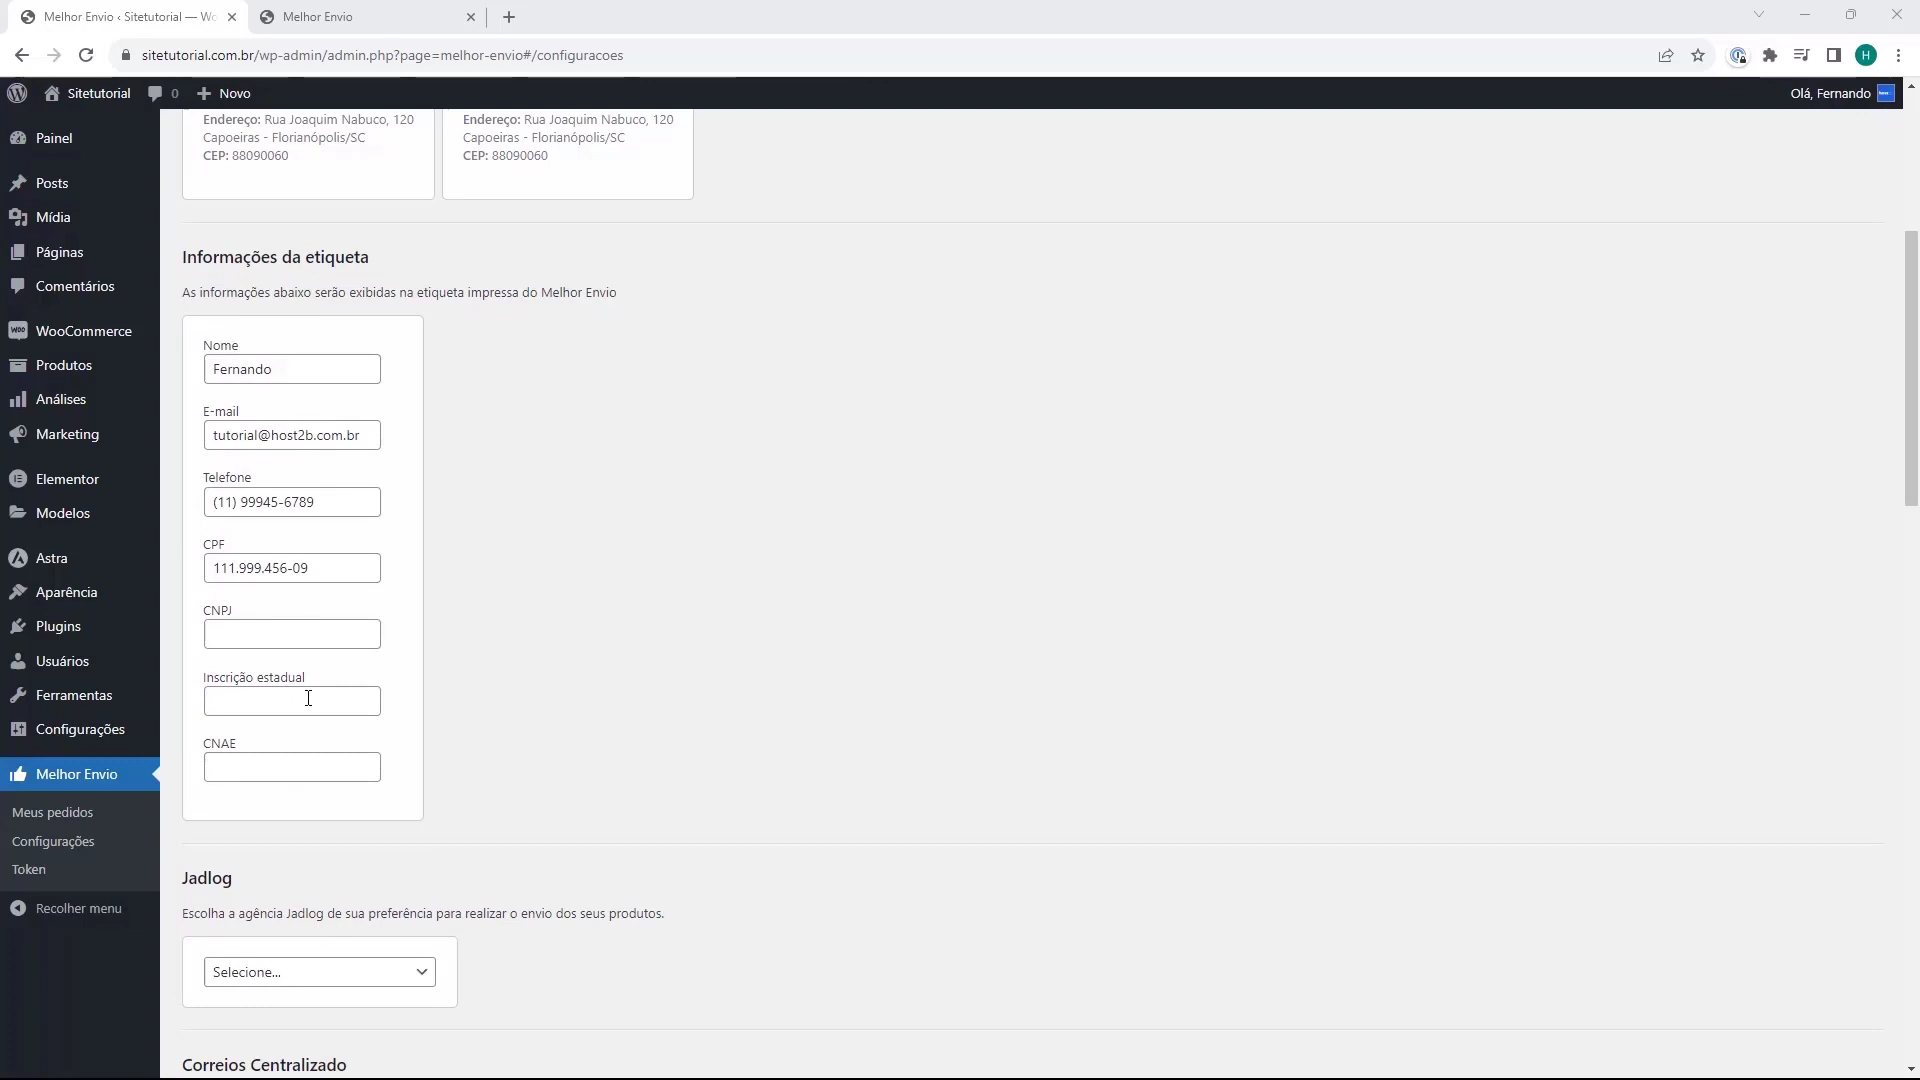 Melhor Envio ‹ Sitetutorial — Wo
Melhor Envio
sitetutorial.com.br/wp-admin/admin.php?page=melhor-envio#/configuracoes
H
Sitetutorial
0
Novo
Olá, Fernando
Painel
Posts
Mídia
Páginas
Comentários
WooCommerce
Produtos
Análises
Marketing
Elementor
Modelos
Astra
Aparência
Plugins
Usuários
Ferramentas
Configurações
Melhor Envio
Meus pedidos
Configurações
Token
Recolher menu
Endereço: Rua Joaquim Nabuco, 120
Capoeiras - Florianópolis/SC
CEP: 88090060
Endereço: Rua Joaquim Nabuco, 120
Capoeiras - Florianópolis/SC
CEP: 88090060
Informações da etiqueta
As informações abaixo serão exibidas na etiqueta impressa do Melhor Envio
Nome
Fernando
E-mail
tutorial@host2b.com.br
Telefone
(11) 99945-6789
CPF
111.999.456-09
CNPJ
Inscrição estadual
CNAE
Jadlog
Escolha a agência Jadlog de sua preferência para realizar o envio dos seus produtos.
Selecione...
Correios Centralizado